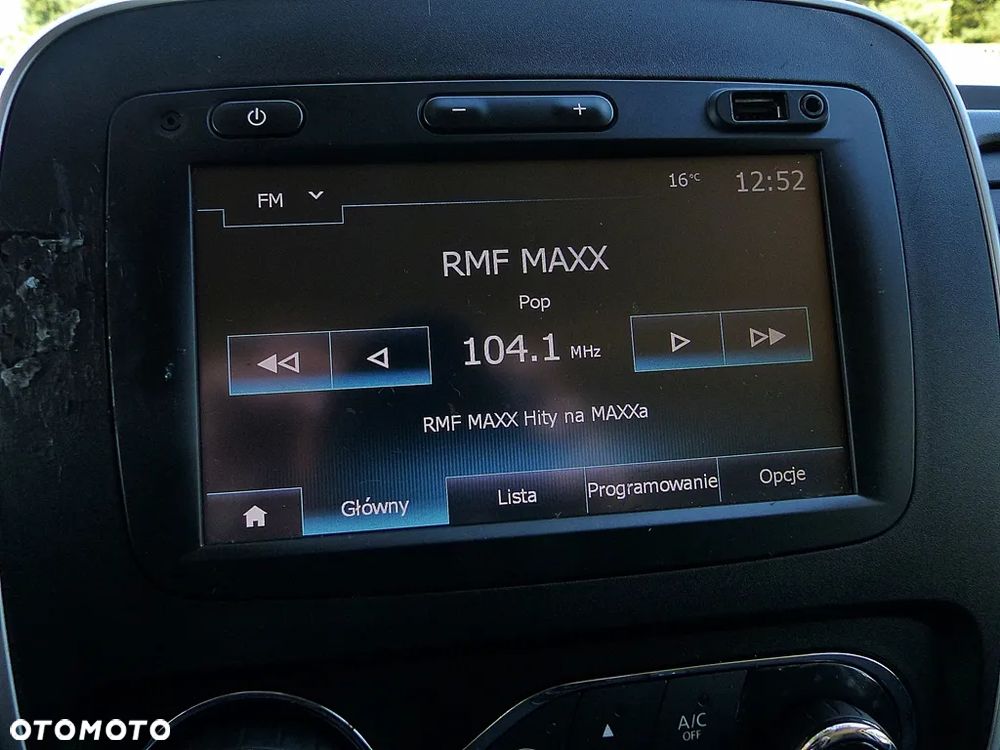 − +
FM
16°C 12:52
RMF MAXX
Pop
104.1 MHz
RMF MAXX Hity na MAXXa
Główny Lista Programowanie Opcje
A/C
OFF
OTOMOTO